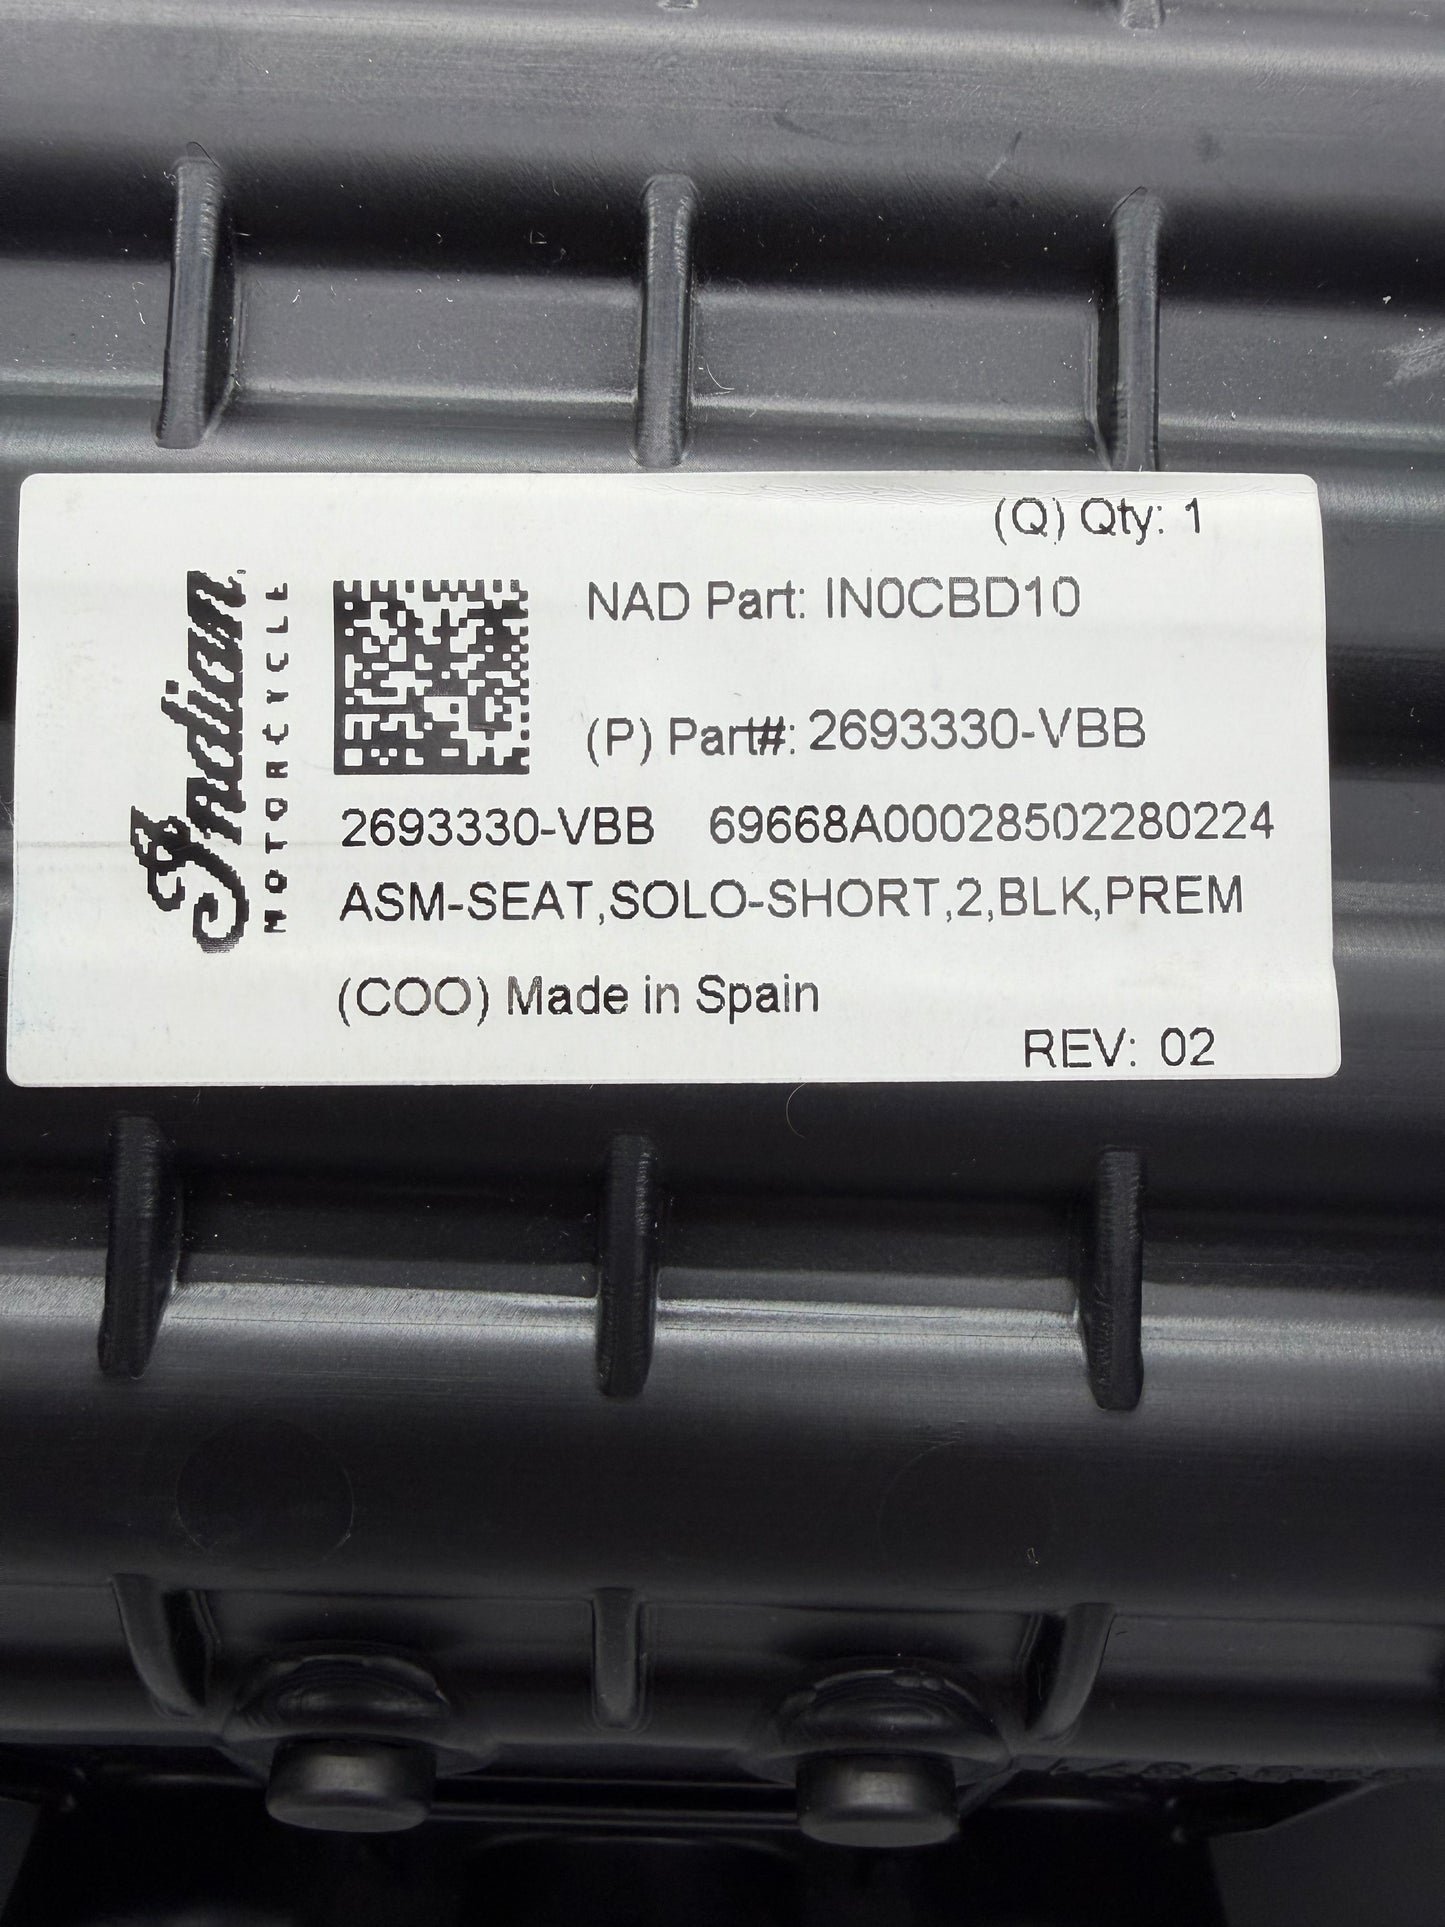 (Q) Qty: 1
Indian
MOTORCYCLE
NAD Part: IN0CBD10
(P) Part#: 2693330-VBB
2693330-VBB 69668A00028502280224
ASM-SEAT,SOLO-SHORT,2,BLK,PREM
(COO) Made in Spain
REV: 02